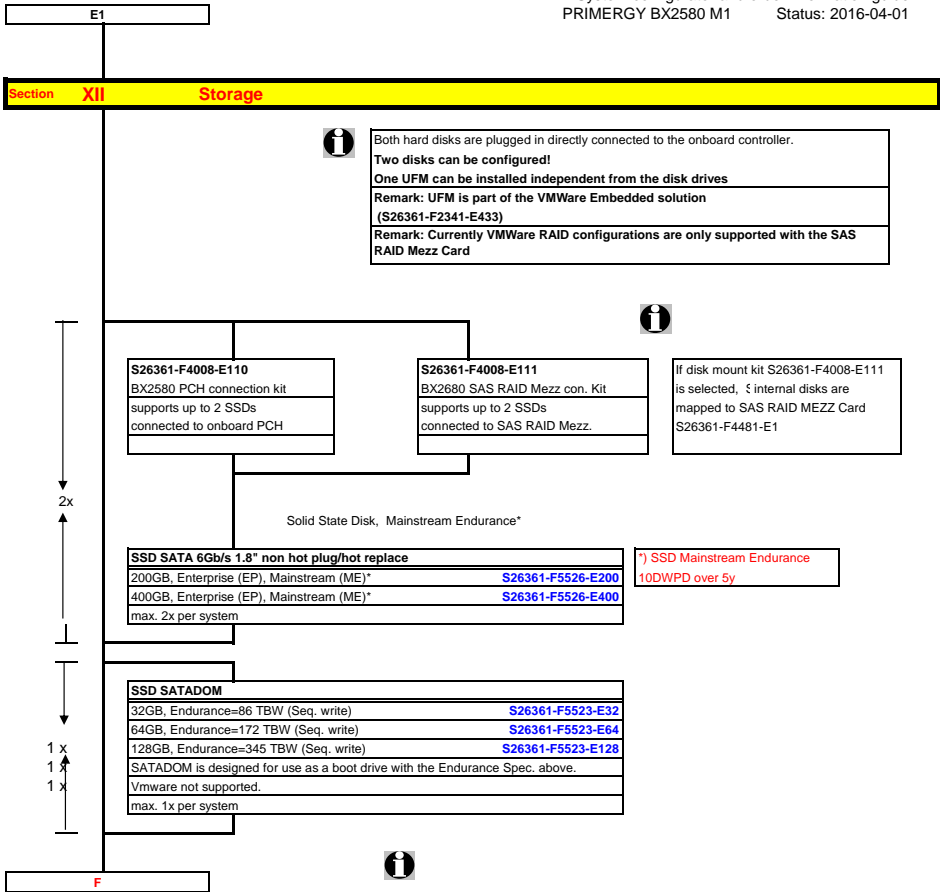 E1
PRIMERGY BX2580 M1 Status: 2016-04-01
Section XII Storage
Both hard disks are plugged in directly connected to the onboard controller.
Two disks can be configured!
One UFM can be installed independent from the disk drives
Remark: UFM is part of the VMWare Embedded solution
(S26361-F2341-E433)
Remark: Currently VMWare RAID configurations are only supported with the SAS
RAID Mezz Card
S26361-F4008-E110
BX2580 PCH connection kit
supports up to 2 SSDs
connected to onboard PCH
S26361-F4008-E111
BX2680 SAS RAID Mezz con. Kit
supports up to 2 SSDs
connected to SAS RAID Mezz.
If disk mount kit S26361-F4008-E111
is selected, internal disks are
mapped to SAS RAID MEZZ Card
S26361-F4481-E1
2x
Solid State Disk, Mainstream Endurance*
SSD SATA 6Gb/s 1.8" non hot plug/hot replace
200GB, Enterprise (EP), Mainstream (ME)* S26361-F5526-E200
400GB, Enterprise (EP), Mainstream (ME)* S26361-F5526-E400
max. 2x per system
*) SSD Mainstream Endurance
10DWPD over 5y
SSD SATADOM
32GB, Endurance=86 TBW (Seq. write) S26361-F5523-E32
64GB, Endurance=172 TBW (Seq. write) S26361-F5523-E64
128GB, Endurance=345 TBW (Seq. write) S26361-F5523-E128
SATADOM is designed for use as a boot drive with the Endurance Spec. above.
Vmware not supported.
max. 1x per system
1 x
1 x
1 x
F